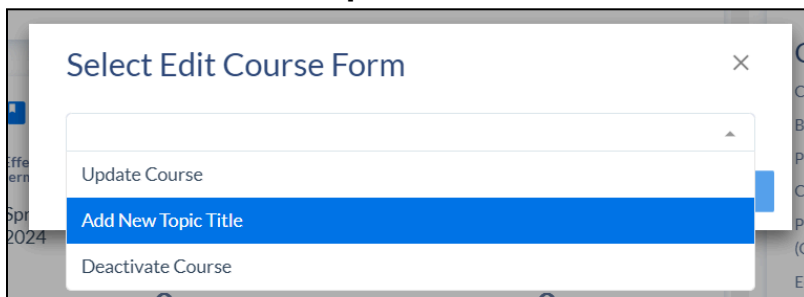 Select Edit Course Form
Update Course
Add New Topic Title
Deactivate Course
Spr
2024